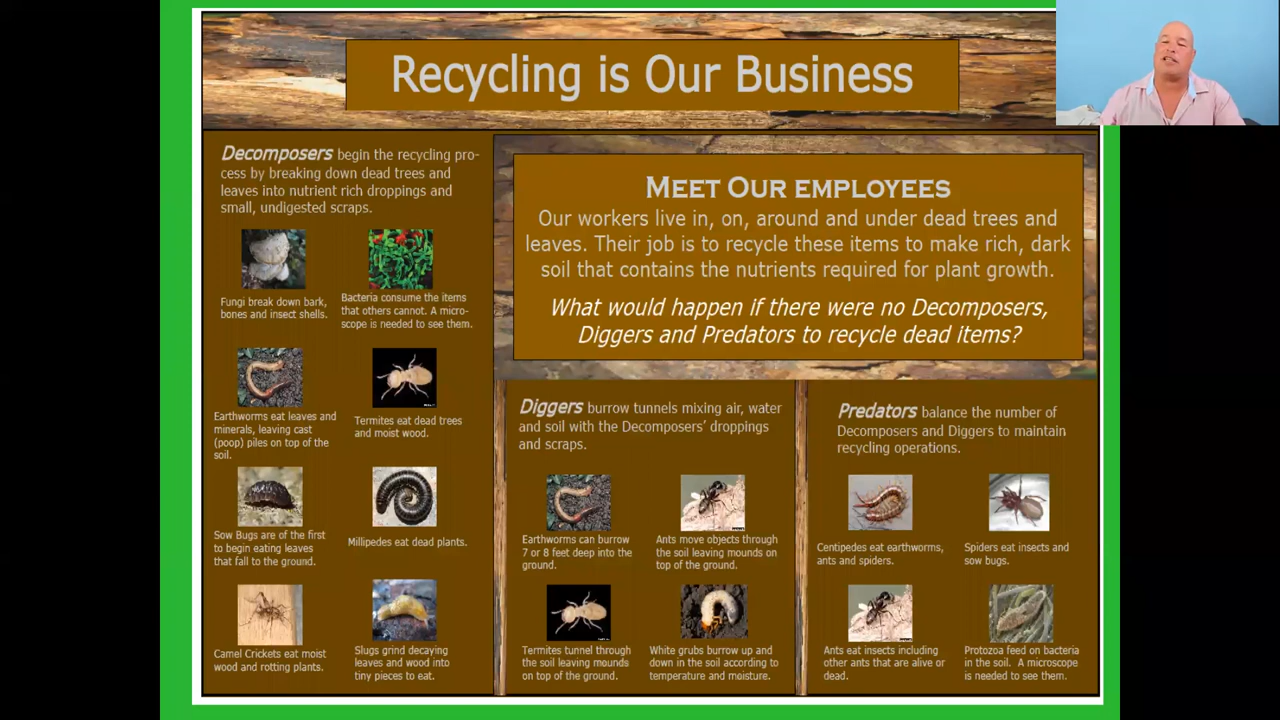 Recycling is Our Business
Decomposers begin the recycling pro-
cess by breaking down dead trees and
leaves into nutrient rich droppings and
small, undigested scraps.
Fungi break down bark,
bones and insect shells.
Bacteria consume the items
that others cannot. A micro-
scope is needed to see them.
Earthworms eat leaves and
minerals, leaving cast
(poop) piles on top of the
soil.
Termites eat dead trees
and moist wood.
Sow Bugs are of the first
to begin eating leaves
that fall to the ground.
Millipedes eat dead plants.
Camel Crickets eat moist
wood and rotting plants.
Slugs grind decaying
leaves and wood into
tiny pieces to eat.
MEET OUR EMPLOYEES
Our workers live in, on, around and under dead trees and
leaves. Their job is to recycle these items to make rich, dark
soil that contains the nutrients required for plant growth.
What would happen if there were no Decomposers,
Diggers and Predators to recycle dead items?
Diggers burrow tunnels mixing air, water
and soil with the Decomposers' droppings
and scraps.
Earthworms can burrow
7 or 8 feet deep into the
ground.
Ants move objects through
the soil leaving mounds on
top of the ground.
Termites tunnel through
the soil leaving mounds
on top of the ground.
White grubs burrow up and
down in the soil according to
temperature and moisture.
Predators balance the number of
Decomposers and Diggers to maintain
recycling operations.
Centipedes eat earthworms,
ants and spiders.
Spiders eat insects and
sow bugs.
Ants eat insects including
other ants that are alive or
dead.
Protozoa feed on bacteria
in the soil. A microscope
is needed to see them.